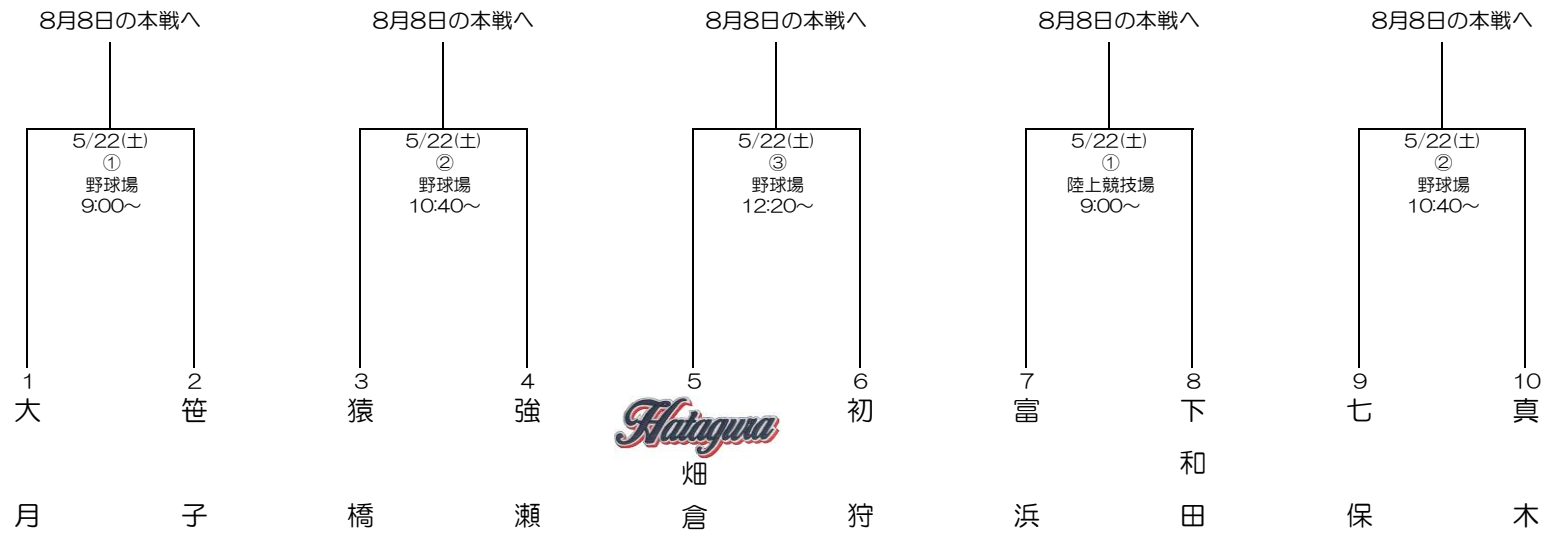 8月8日の本戦へ
8月8日の本戦へ
8月8日の本戦へ
8月8日の本戦へ
8月8日の本戦へ
5/22(土)
①
野球場
9:00〜
5/22(土)
②
野球場
10:40〜
5/22(土)
③
野球場
12:20〜
5/22(土)
①
陸上競技場
9:00〜
5/22(土)
②
野球場
10:40〜
1
大月
2
笹子
3
猿橋
4
強瀬
5
Hatagura
畑倉
6
初狩
7
富浜
8
下和田
9
七保
10
真木